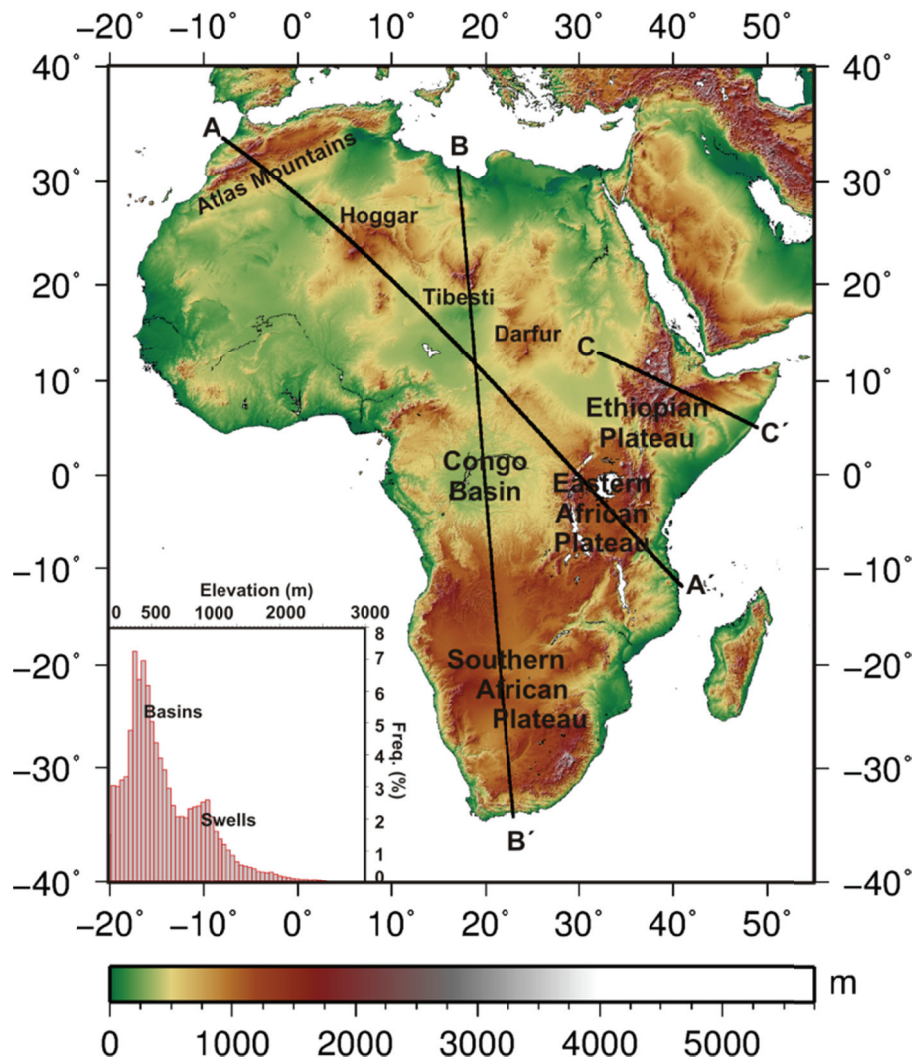 −20˚ −10˚ 0˚ 10˚ 20˚ 30˚ 40˚ 50˚
40˚ 40˚
A
B
Atlas Mountains
30˚ 30˚
Hoggar
20˚ 20˚
Tibesti
Darfur
C
10˚ 10˚
Ethiopian
Plateau
C´
Congo
Basin
0˚ 0˚
Eastern
African
Plateau
−10˚ −10˚
A´
Elevation (m)
0 500 1000 2000 3000
8
7
6
5
4
3
2
1
0
Freq. (%)
Basins
Swells
−20˚ −20˚
Southern
African
Plateau
−30˚ −30˚
B´
−40˚ −40˚
−20˚ −10˚ 0˚ 10˚ 20˚ 30˚ 40˚ 50˚
m
0 1000 2000 3000 4000 5000